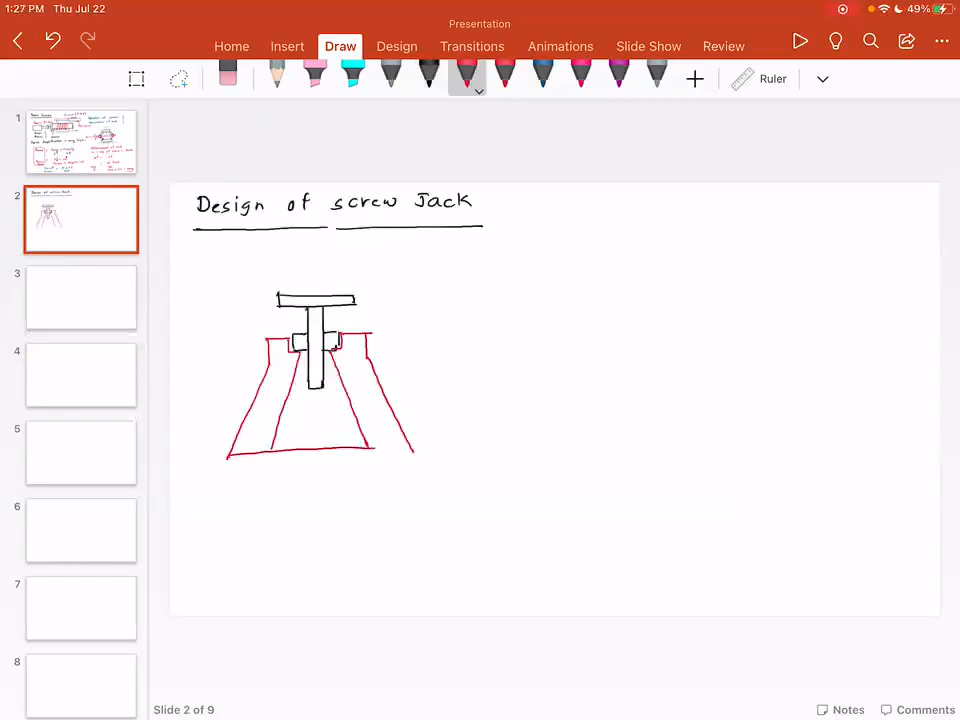 1:27 PM Thu Jul 22
49%
Presentation
Home Insert Draw Design Transitions Animations Slide Show Review
Ruler
1
2
3
4
5
6
7
8
Design of screw Jack
Slide 2 of 9
Notes
Comments